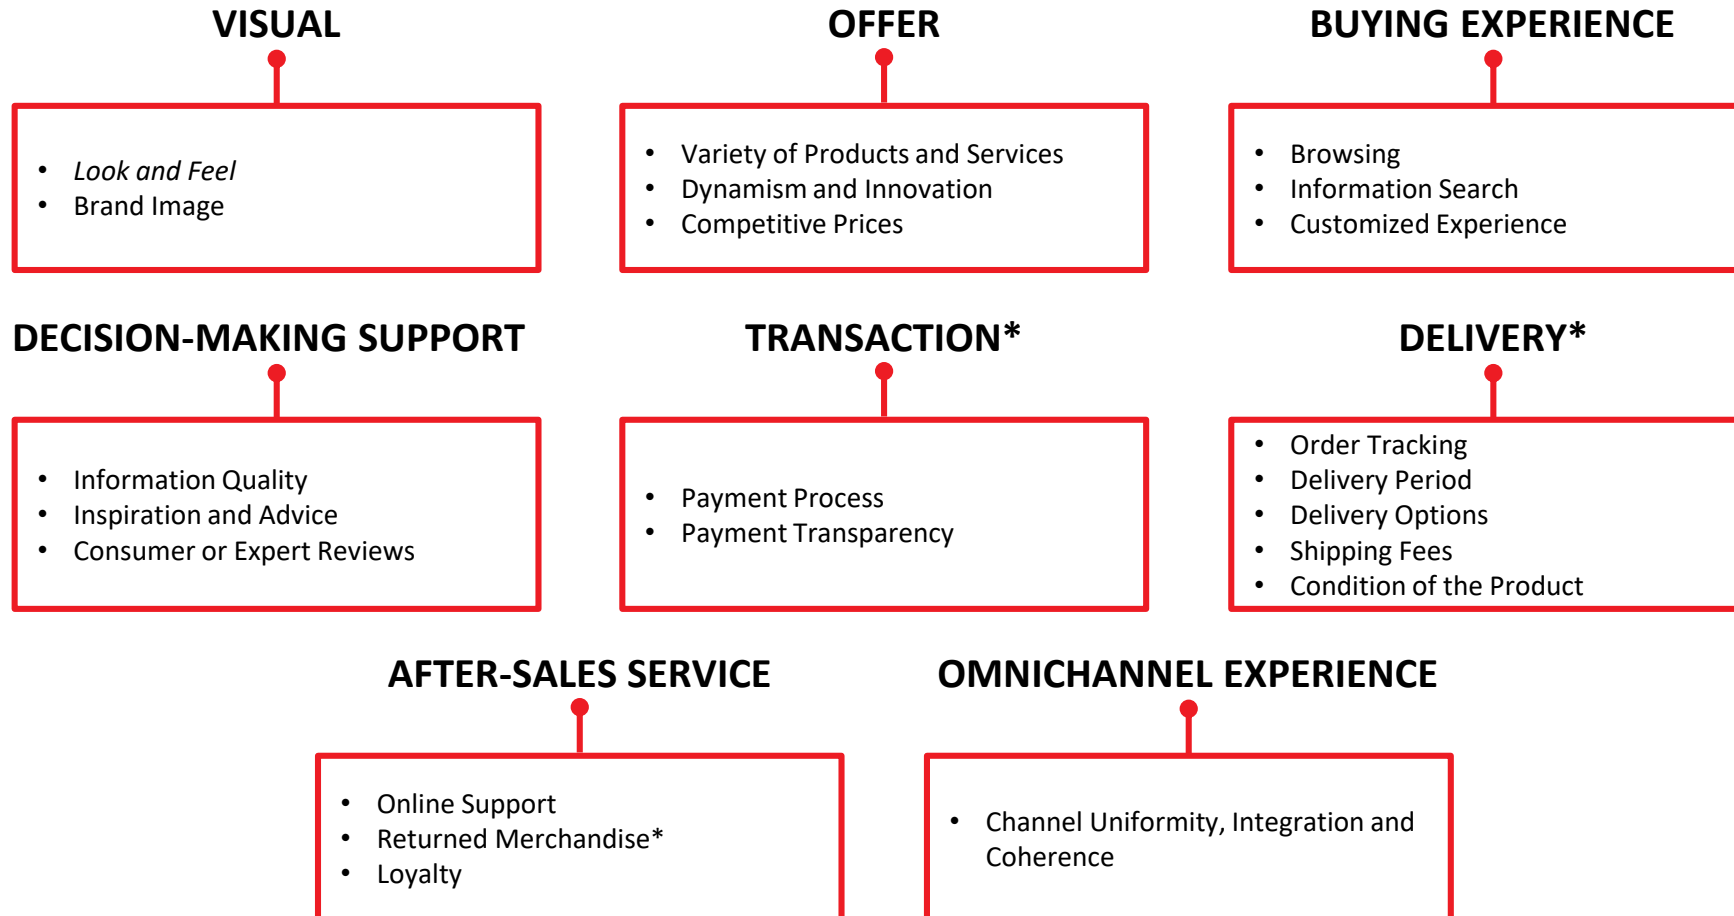 VISUAL
• Look and Feel
• Brand Image
OFFER
• Variety of Products and Services
• Dynamism and Innovation
• Competitive Prices
BUYING EXPERIENCE
• Browsing
• Information Search
• Customized Experience
DECISION-MAKING SUPPORT
• Information Quality
• Inspiration and Advice
• Consumer or Expert Reviews
TRANSACTION*
• Payment Process
• Payment Transparency
DELIVERY*
• Order Tracking
• Delivery Period
• Delivery Options
• Shipping Fees
• Condition of the Product
AFTER-SALES SERVICE
• Online Support
• Returned Merchandise*
• Loyalty
OMNICHANNEL EXPERIENCE
• Channel Uniformity, Integration and
Coherence